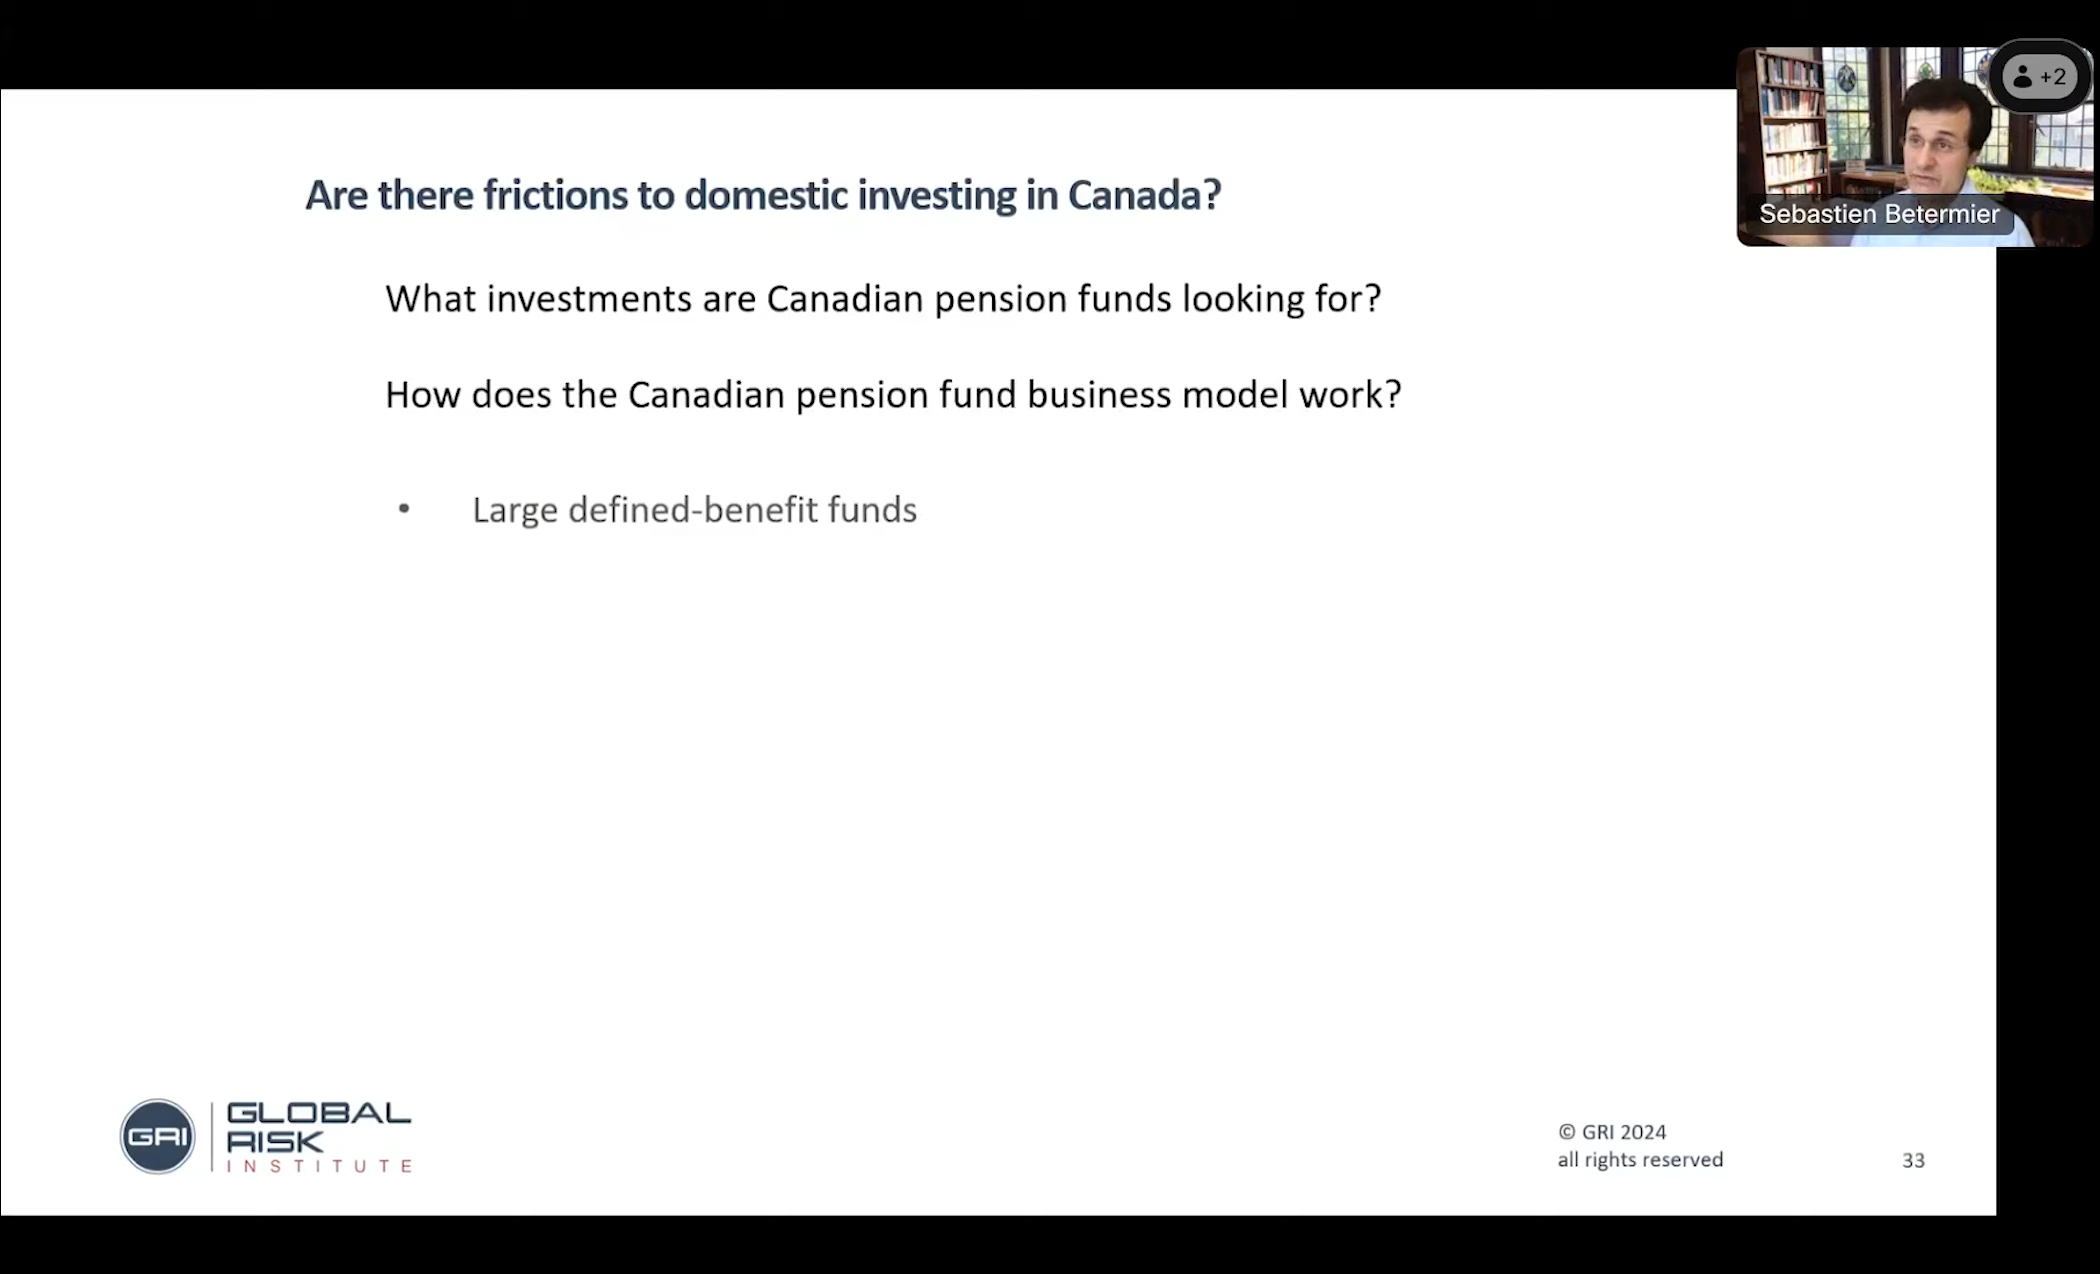 +2
Sebastien Betermier
Are there frictions to domestic investing in Canada?
What investments are Canadian pension funds looking for?
How does the Canadian pension fund business model work?
• Large defined-benefit funds
GRI
GLOBAL
RISK
INSTITUTE
© GRI 2024
all rights reserved
33